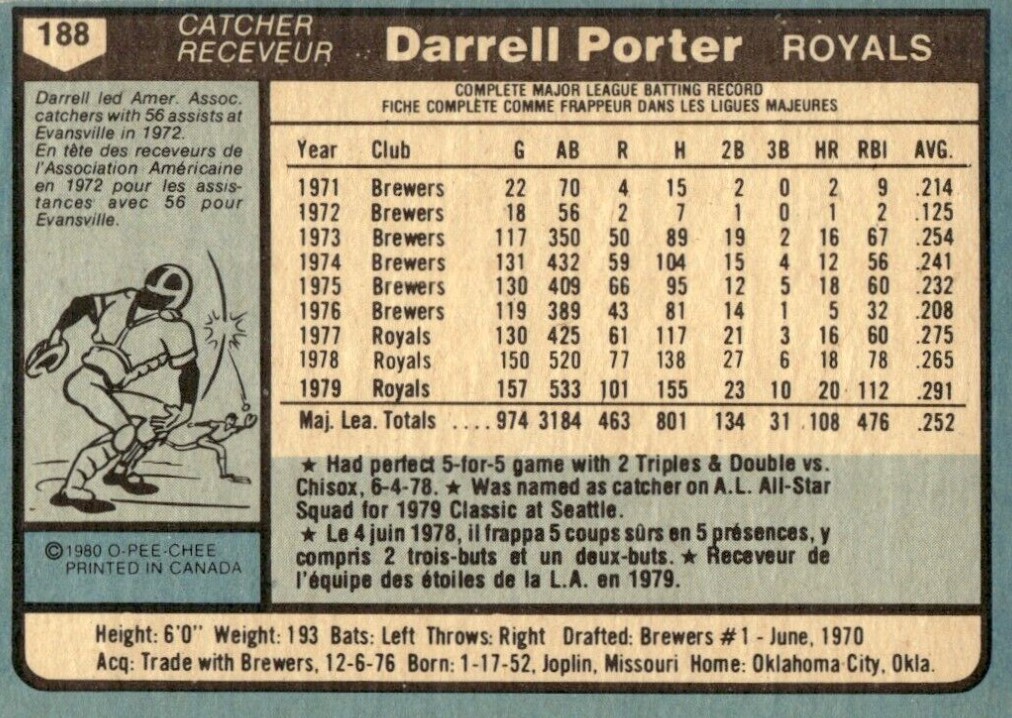 188
CATCHER
RECEVEUR
Darrell Porter ROYALS
Darrell led Amer. Assoc.
catchers with 56 assists at
Evansville in 1972.
En tête des receveurs de
l'Association Américaine
en 1972 pour les assis-
tances avec 56 pour
Evansville.
©1980 O-PEE-CHEE
PRINTED IN CANADA
COMPLETE MAJOR LEAGUE BATTING RECORD
FICHE COMPLÈTE COMME FRAPPEUR DANS LES LIGUES MAJEURES
Year Club G AB R H 2B 3B HR RBI AVG.
1971 Brewers 22 70 4 15 2 0 2 9 .214
1972 Brewers 18 56 2 7 1 0 1 2 .125
1973 Brewers 117 350 50 89 19 2 16 67 .254
1974 Brewers 131 432 59 104 15 4 12 56 .241
1975 Brewers 130 409 66 95 12 5 18 60 .232
1976 Brewers 119 389 43 81 14 1 5 32 .208
1977 Royals 130 425 61 117 21 3 16 60 .275
1978 Royals 150 520 77 138 27 6 18 78 .265
1979 Royals 157 533 101 155 23 10 20 112 .291
Maj. Lea. Totals .... 974 3184 463 801 134 31 108 476 .252
★ Had perfect 5-for-5 game with 2 Triples & Double vs.
Chisox, 6-4-78. ★ Was named as catcher on A.L. All-Star
Squad for 1979 Classic at Seattle.
★ Le 4 juin 1978, il frappa 5 coups sûrs en 5 présences, y
compris 2 trois-buts et un deux-buts. ★ Receveur de
l'équipe des étoiles de la L.A. en 1979.
Height: 6'0" Weight: 193 Bats: Left Throws: Right Drafted: Brewers #1 - June, 1970
Acq: Trade with Brewers, 12-6-76 Born: 1-17-52, Joplin, Missouri Home: Oklahoma City, Okla.